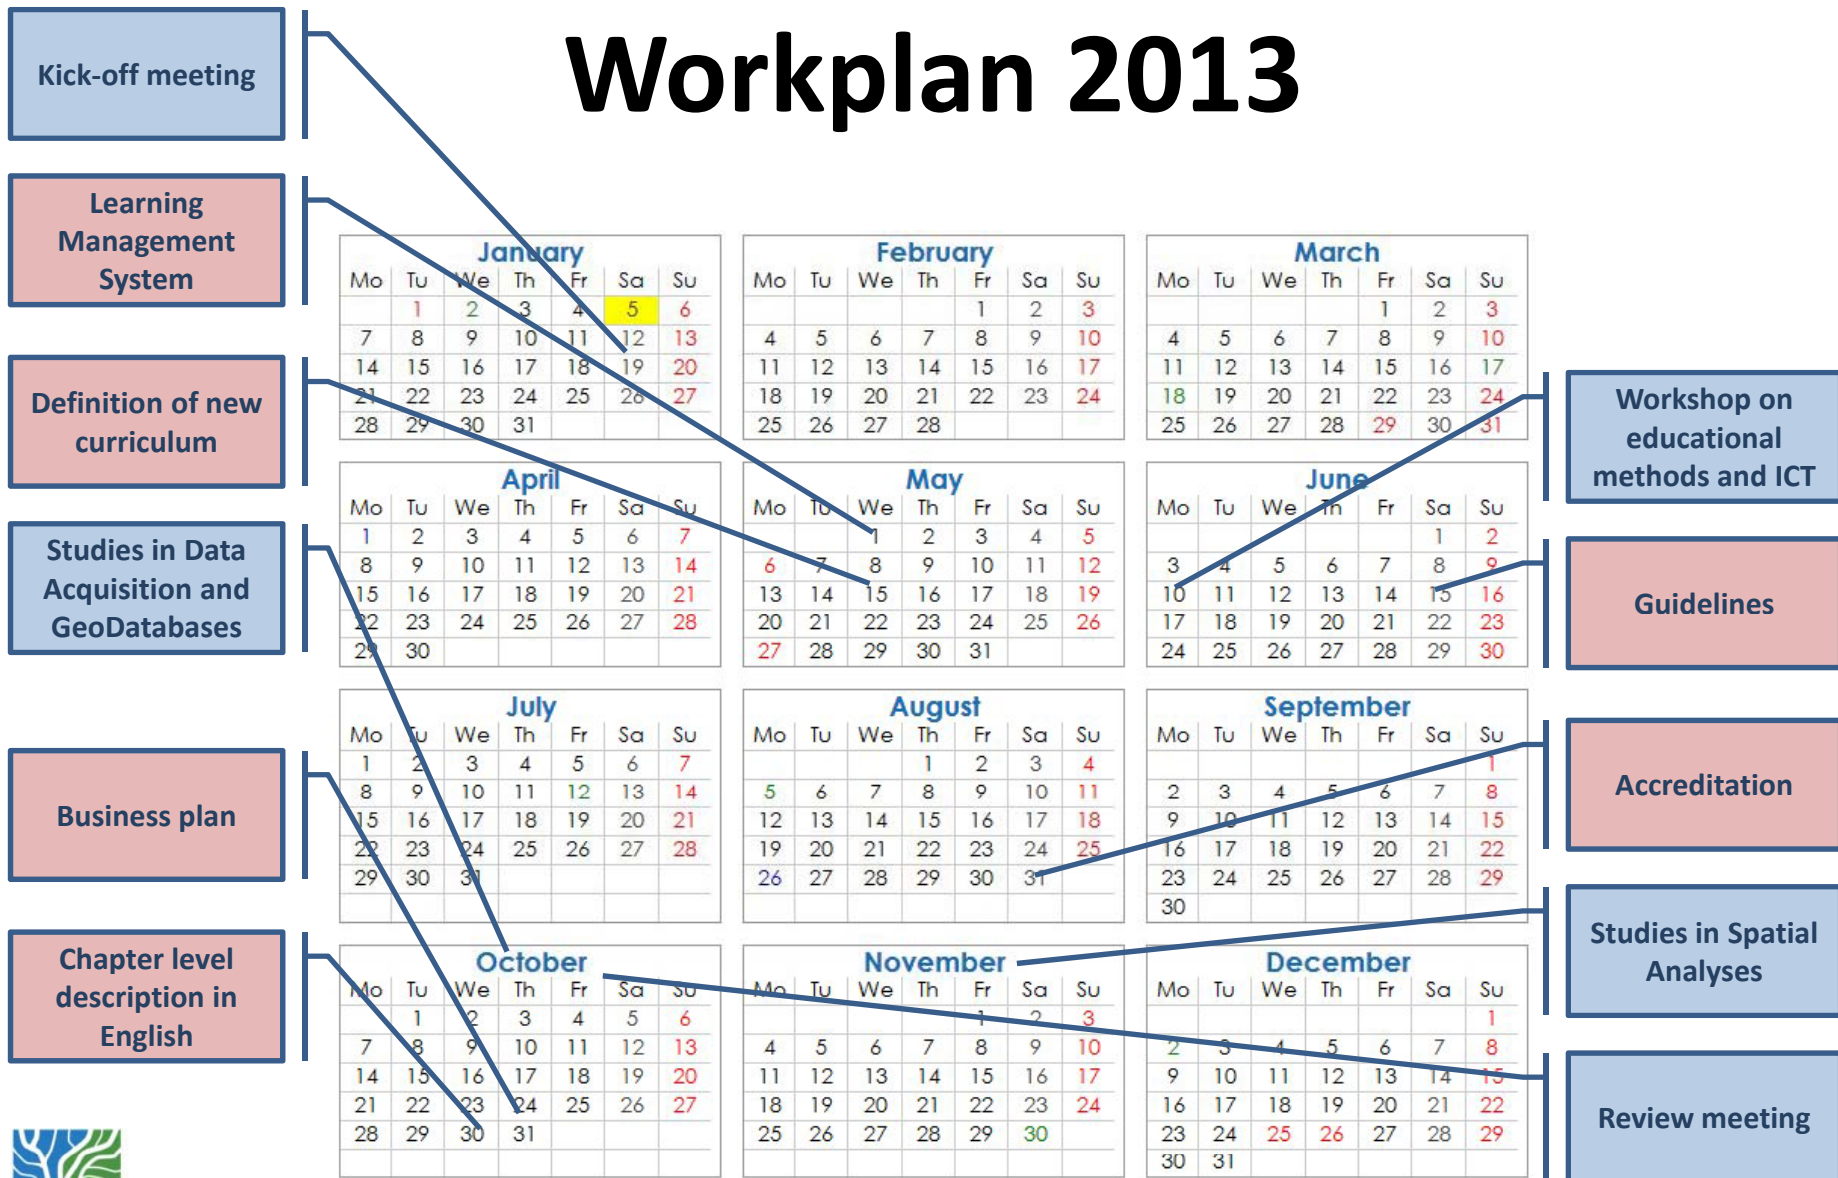 Workplan 2013
Kick-off meeting
Learning
Management
System
Definition of new
curriculum
Studies in Data
Acquisition and
GeoDatabases
Business plan
Chapter level
description in
English
January
Mo Tu We Th Fr Sa Su
1 2 3 4 5 6
7 8 9 10 11 12 13
14 15 16 17 18 19 20
21 22 23 24 25 26 27
28 29 30 31
February
Mo Tu We Th Fr Sa Su
1 2 3
4 5 6 7 8 9 10
11 12 13 14 15 16 17
18 19 20 21 22 23 24
25 26 27 28
March
Mo Tu We Th Fr Sa Su
1 2 3
4 5 6 7 8 9 10
11 12 13 14 15 16 17
18 19 20 21 22 23 24
25 26 27 28 29 30 31
April
Mo Tu We Th Fr Sa Su
1 2 3 4 5 6 7
8 9 10 11 12 13 14
15 16 17 18 19 20 21
22 23 24 25 26 27 28
29 30
May
Mo Tu We Th Fr Sa Su
1 2 3 4 5
6 7 8 9 10 11 12
13 14 15 16 17 18 19
20 21 22 23 24 25 26
27 28 29 30 31
June
Mo Tu We Th Fr Sa Su
1 2
3 4 5 6 7 8 9
10 11 12 13 14 15 16
17 18 19 20 21 22 23
24 25 26 27 28 29 30
July
Mo Tu We Th Fr Sa Su
1 2 3 4 5 6 7
8 9 10 11 12 13 14
15 16 17 18 19 20 21
22 23 24 25 26 27 28
29 30 31
August
Mo Tu We Th Fr Sa Su
1 2 3 4
5 6 7 8 9 10 11
12 13 14 15 16 17 18
19 20 21 22 23 24 25
26 27 28 29 30 31
September
Mo Tu We Th Fr Sa Su
1
2 3 4 5 6 7 8
9 10 11 12 13 14 15
16 17 18 19 20 21 22
23 24 25 26 27 28 29
30
October
Mo Tu We Th Fr Sa Su
1 2 3 4 5 6
7 8 9 10 11 12 13
14 15 16 17 18 19 20
21 22 23 24 25 26 27
28 29 30 31
November
Mo Tu We Th Fr Sa Su
1 2 3
4 5 6 7 8 9 10
11 12 13 14 15 16 17
18 19 20 21 22 23 24
25 26 27 28 29 30
December
Mo Tu We Th Fr Sa Su
1
2 3 4 5 6 7 8
9 10 11 12 13 14 15
16 17 18 19 20 21 22
23 24 25 26 27 28 29
30 31
Workshop on
educational
methods and ICT
Guidelines
Accreditation
Studies in Spatial
Analyses
Review meeting